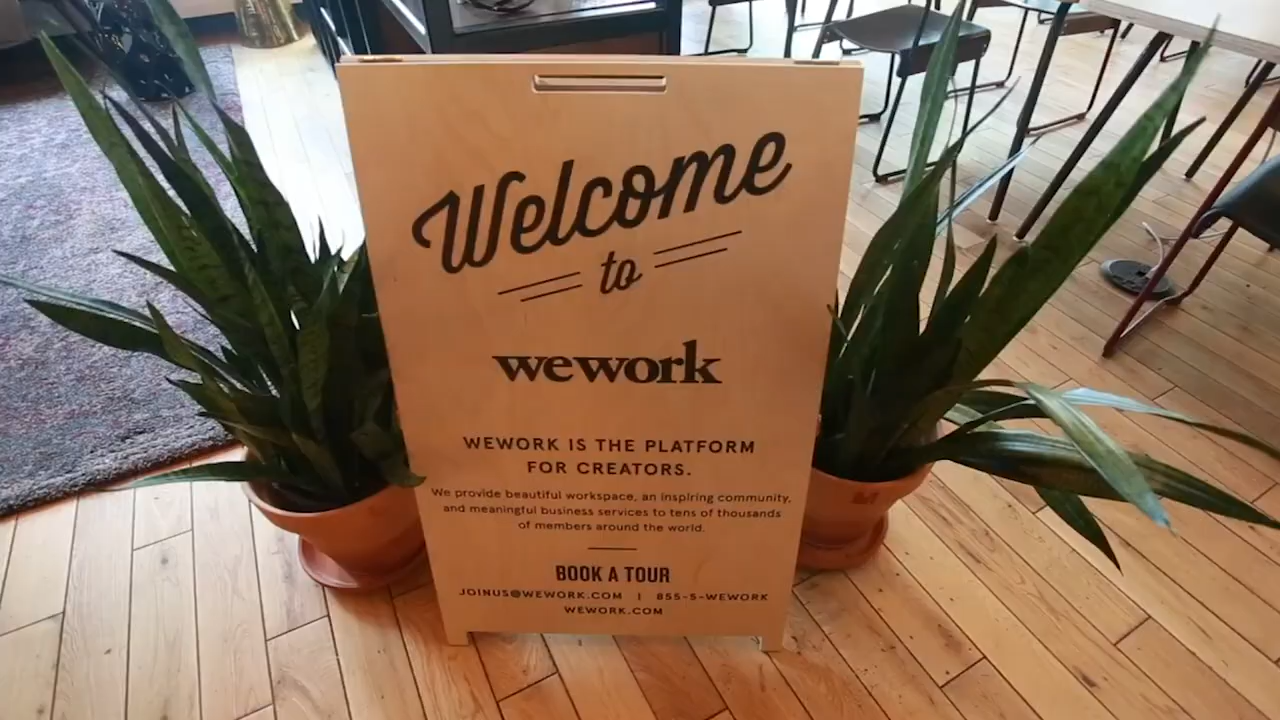 Welcome
to
wework
WEWORK IS THE PLATFORM
FOR CREATORS.
We provide beautiful workspace, an inspiring community,
and meaningful business services to tens of thousands
of members around the world.
BOOK A TOUR
JOINUS@WEWORK.COM | 855-5-WEWORK
WEWORK.COM